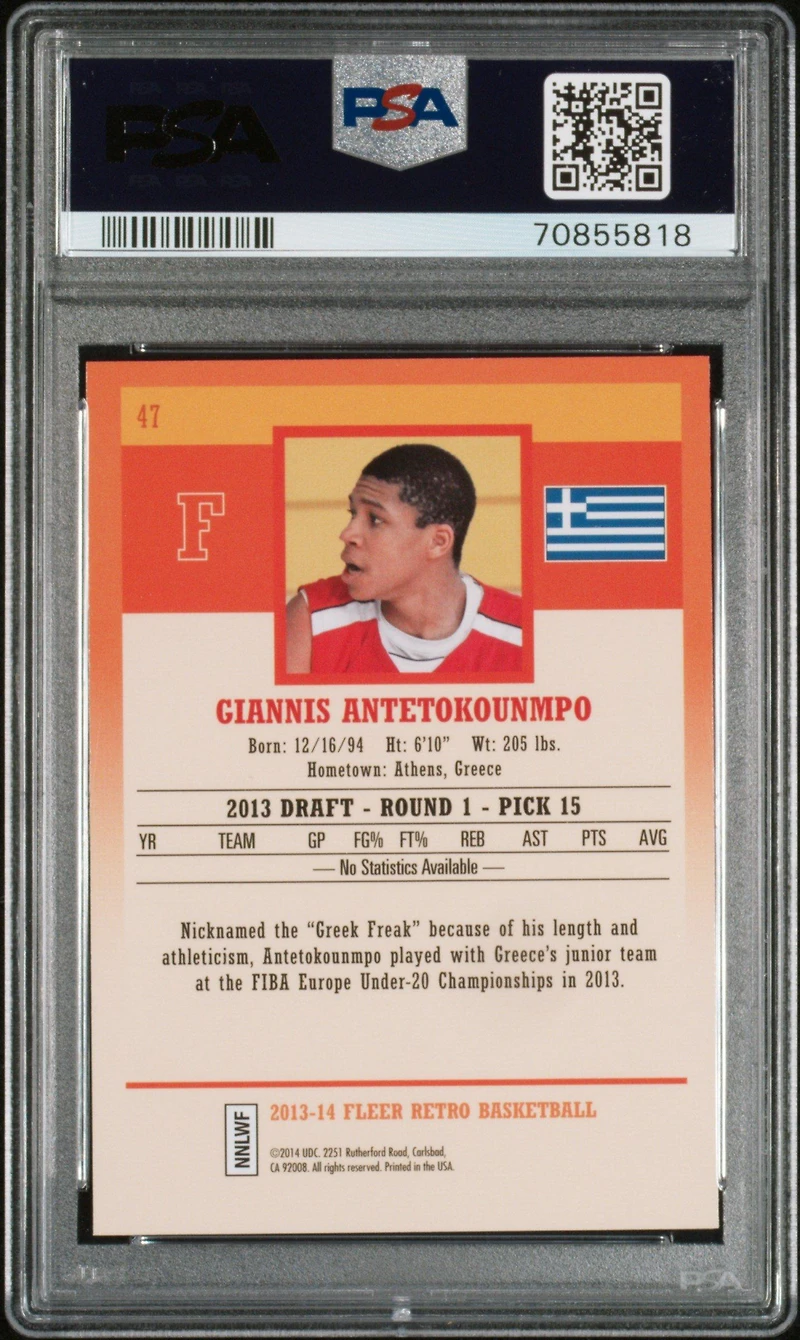 PSA
PSA
70855818
47
F
GIANNIS ANTETOKOUNMPO
Born: 12/16/94 Ht: 6'10" Wt: 205 lbs.
Hometown: Athens, Greece
2013 DRAFT - ROUND 1 - PICK 15
YR TEAM GP FG% FT% REB AST PTS AVG
— No Statistics Available —
Nicknamed the “Greek Freak” because of his length and
athleticism, Antetokounmpo played with Greece's junior team
at the FIBA Europe Under-20 Championships in 2013.
2013-14 FLEER RETRO BASKETBALL
NNLWF
©2014 UDC. 2251 Rutherford Road, Carlsbad,
CA 92008. All rights reserved. Printed in the USA.
PSA